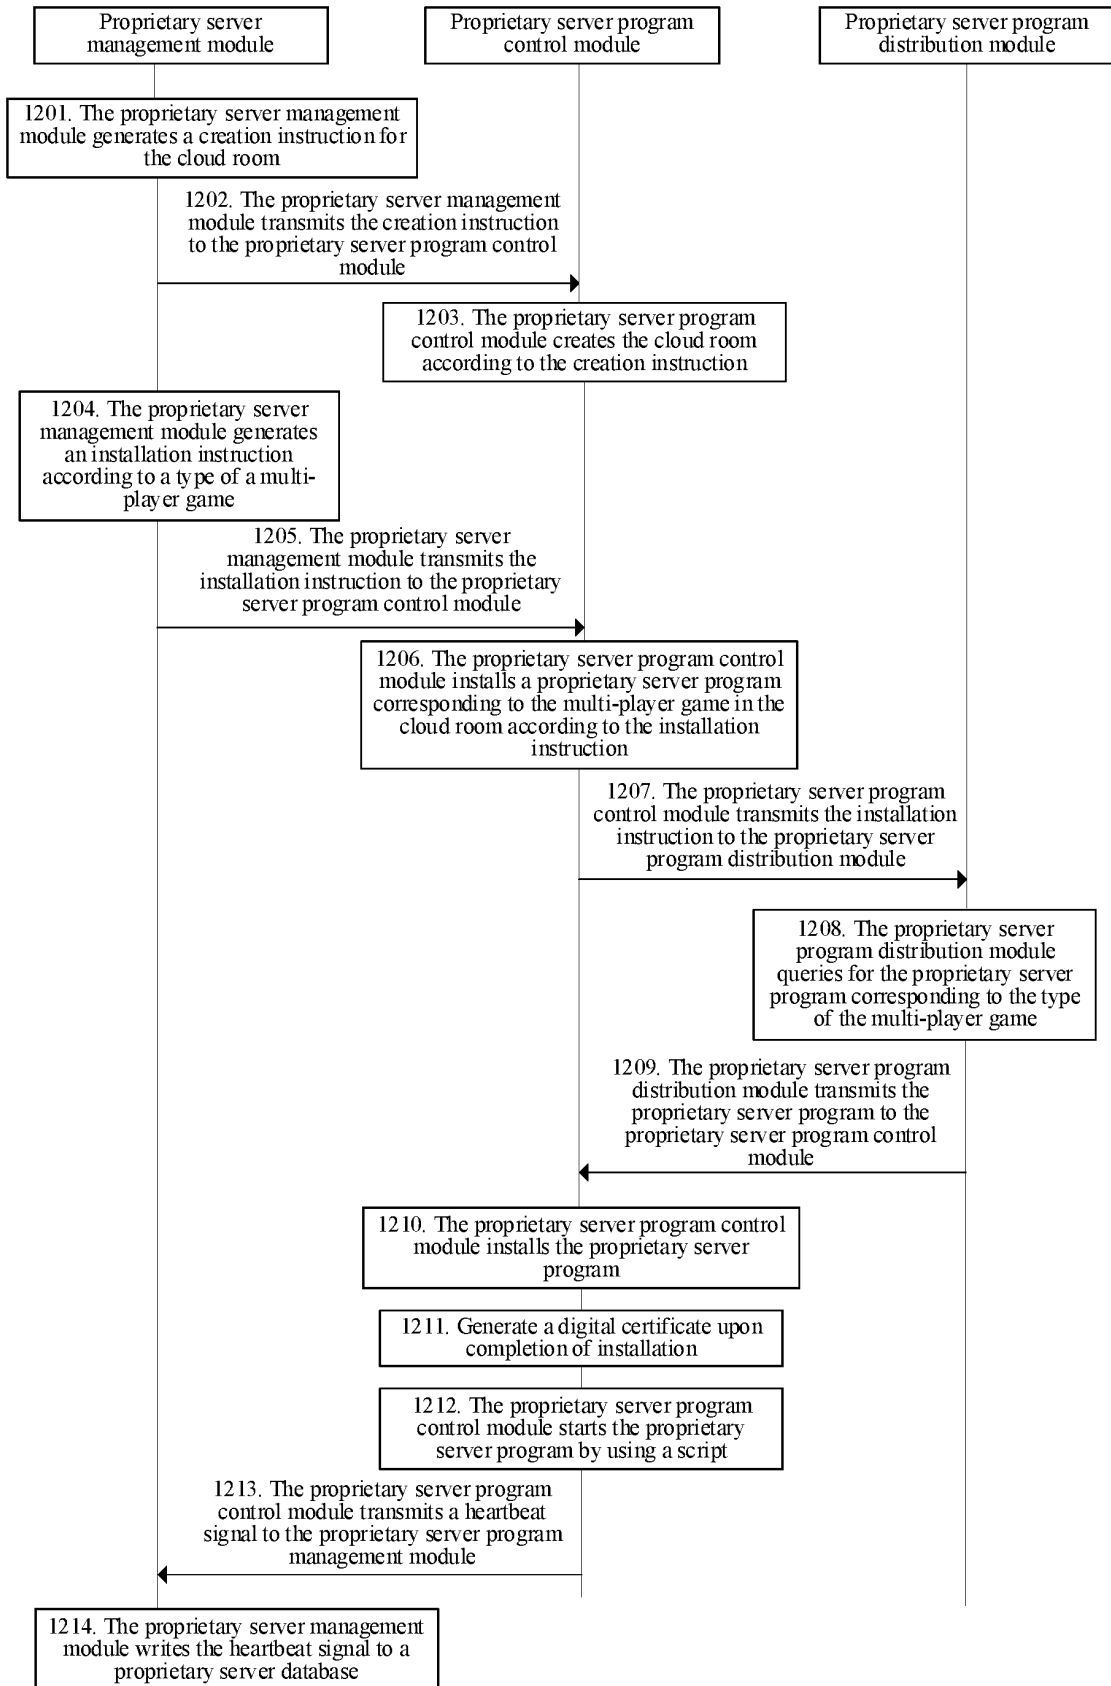 Proprietary server
management module
Proprietary server program
control module
Proprietary server program
distribution module
1201. The proprietary server management
module generates a creation instruction for
the cloud room
1202. The proprietary server management
module transmits the creation instruction
to the proprietary server program control
module
1203. The proprietary server program
control module creates the cloud room
according to the creation instruction
1204. The proprietary server
management module generates
an installation instruction
according to a type of a multi-
player game
1205. The proprietary server
management module transmits the
installation instruction to the proprietary
server program control module
1206. The proprietary server program control
module installs a proprietary server program
corresponding to the multi-player game in the
cloud room according to the installation
instruction
1207. The proprietary server program
control module transmits the installation
instruction to the proprietary server
program distribution module
1208. The proprietary server
program distribution module
queries for the proprietary server
program corresponding to the type
of the multi-player game
1209. The proprietary server program
distribution module transmits the
proprietary server program to the
proprietary server program control
module
1210. The proprietary server program control
module installs the proprietary server
program
1211. Generate a digital certificate upon
completion of installation
1212. The proprietary server program
control module starts the proprietary
server program by using a script
1213. The proprietary server program
control module transmits a heartbeat
signal to the proprietary server program
management module
1214. The proprietary server management
module writes the heartbeat signal to a
proprietary server database